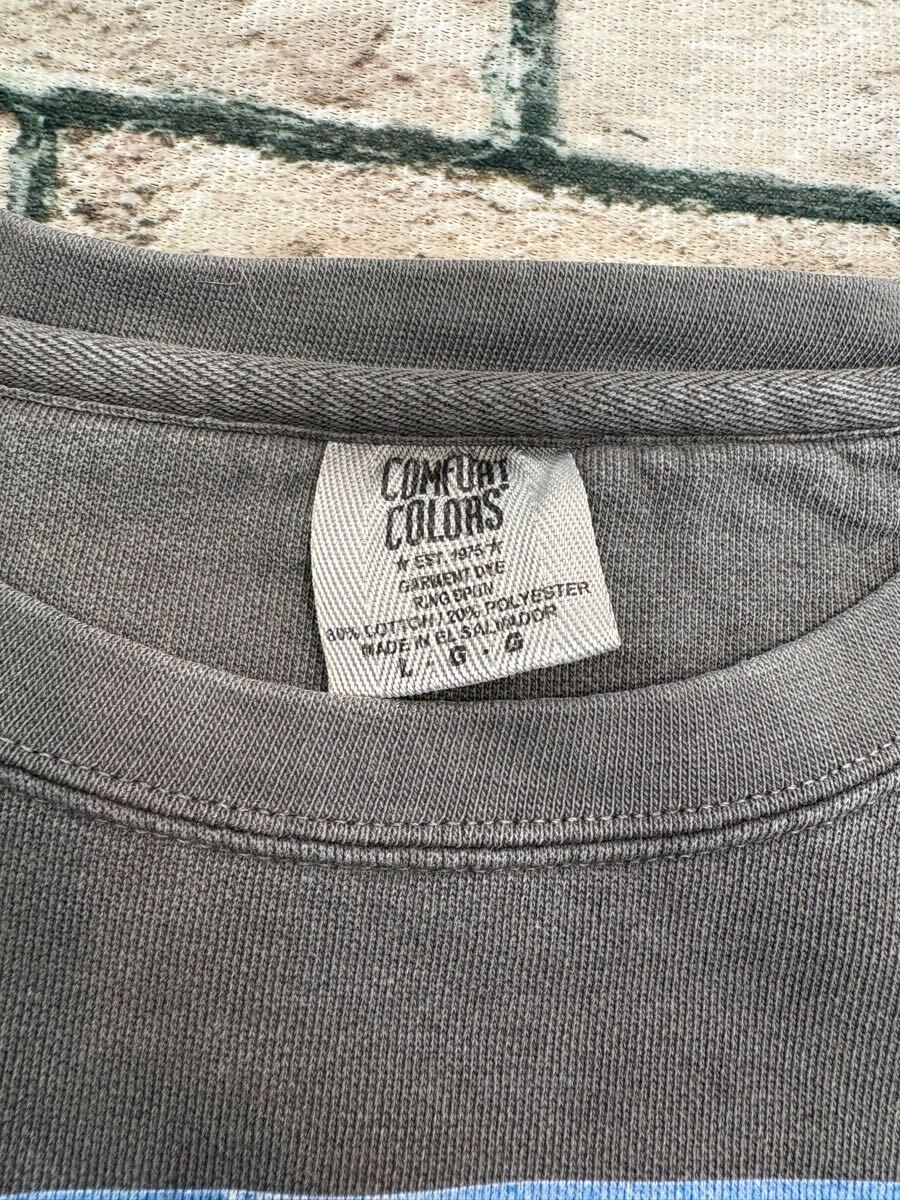 COMFORT
COLORS
★ EST. 1975 ★
GARMENT DYE
RING SPUN
80% COTTON / 20% POLYESTER
MADE IN EL SALVADOR
L · G · G